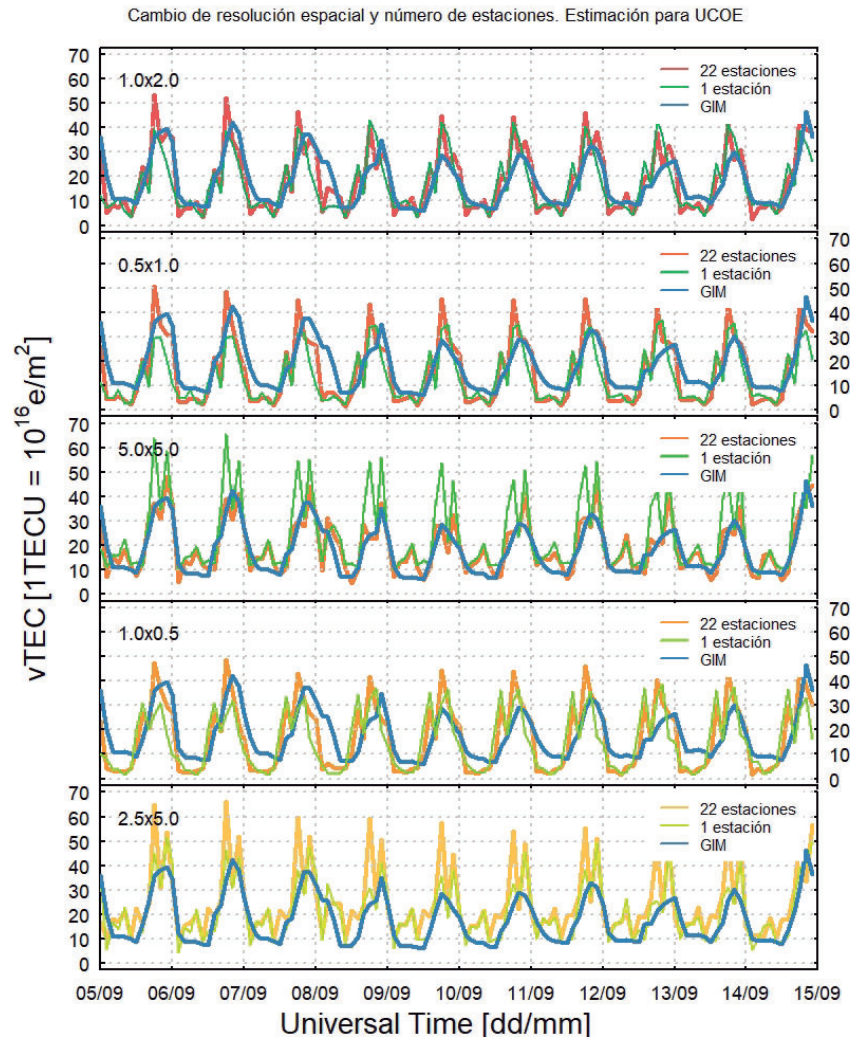 Cambio de resolución espacial y número de estaciones. Estimación para UCOE
vTEC [1TECU = 10^16 e/m^2]
70
60
50
40
30
20
10
0
1.0x2.0
22 estaciones
1 estación
GIM
0.5x1.0
22 estaciones
1 estación
GIM
70
60
50
40
30
20
10
0
70
60
50
40
30
20
10
0
5.0x5.0
22 estaciones
1 estación
GIM
1.0x0.5
22 estaciones
1 estación
GIM
70
60
50
40
30
20
10
0
70
60
50
40
30
20
10
0
2.5x5.0
22 estaciones
1 estación
GIM
05/09 06/09 07/09 08/09 09/09 10/09 11/09 12/09 13/09 14/09 15/09
Universal Time [dd/mm]